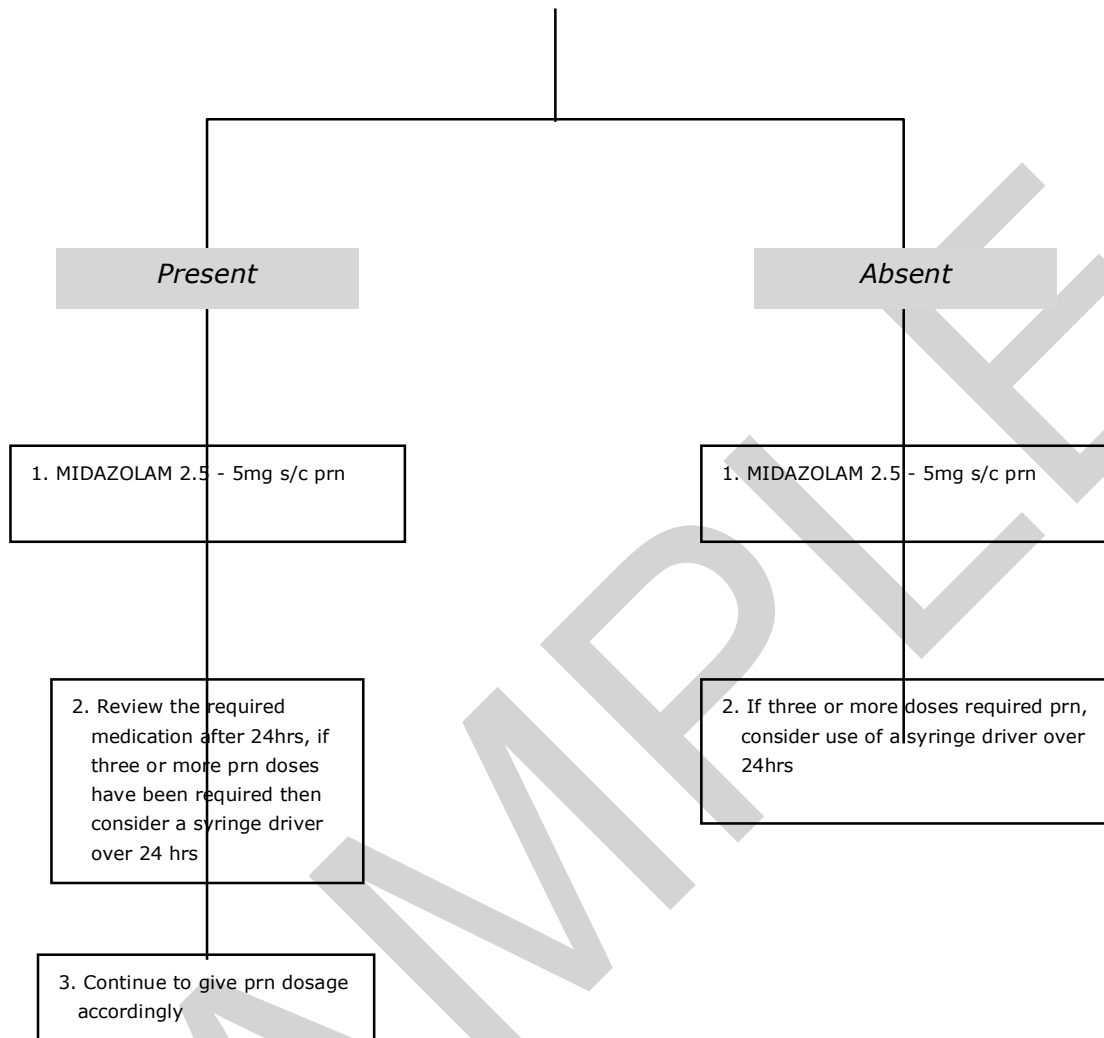 Present
Absent
1. MIDAZOLAM 2.5 - 5mg s/c prn
1. MIDAZOLAM 2.5 - 5mg s/c prn
2. Review the required
medication after 24hrs, if
three or more prn doses
have been required then
consider a syringe driver
over 24 hrs
2. If three or more doses required prn,
consider use of a syringe driver over
24hrs
3. Continue to give prn dosage
accordingly
AMPLE